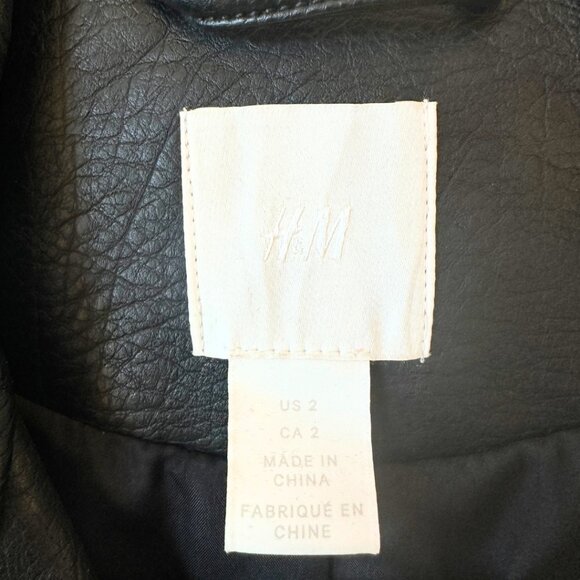 H&M
US 2
CA 2
MADE IN
CHINA
FABRIQUÉ EN
CHINE